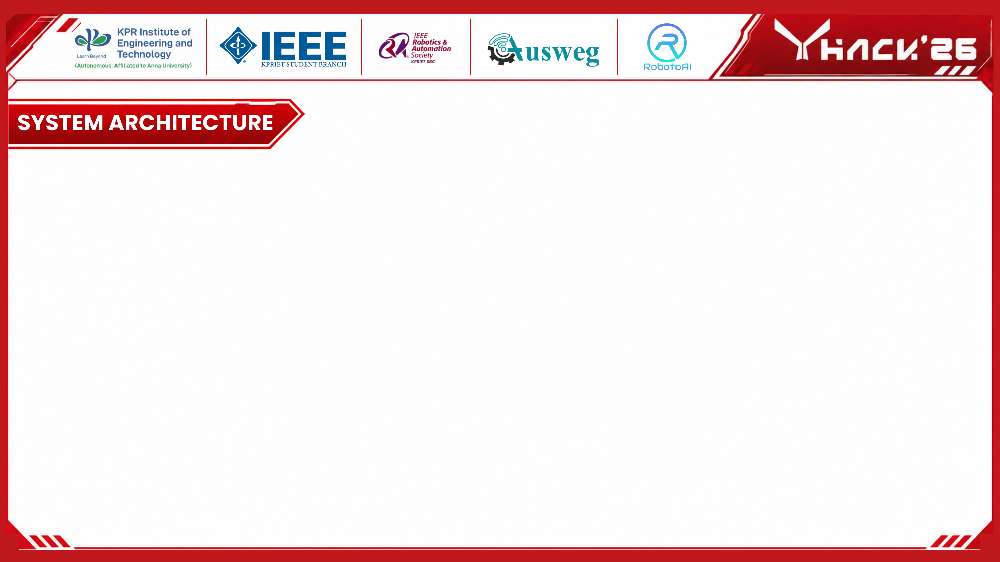 KPR Institute of
Engineering and
Technology
Learn Beyond
(Autonomous, Affiliated to Anna University)
IEEE
KPRIET STUDENT BRANCH
IEEE
Robotics &
Automation
Society
KPRIET SBC
Ausweg
RobotoAI
YHACK'26
SYSTEM ARCHITECTURE